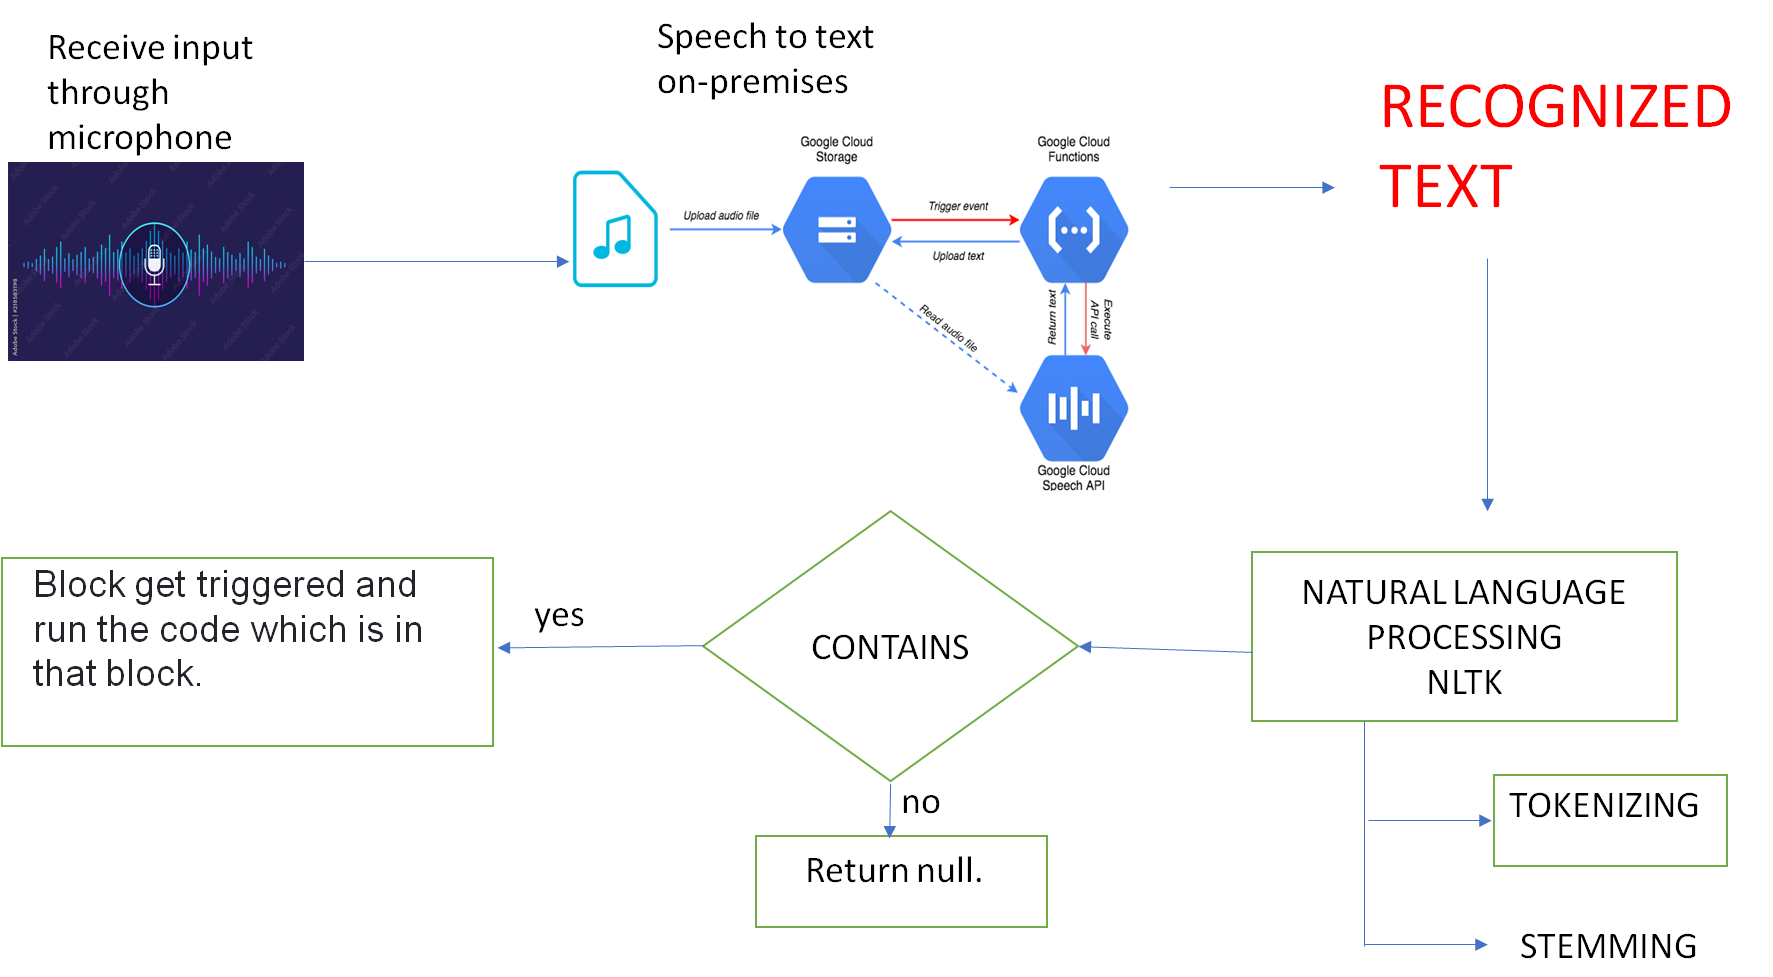 Receive input
through
microphone
Adobe Stock | #218583198
Speech to text
on-premises
Upload audio file
Google Cloud
Storage
Trigger event
Upload text
Google Cloud
Functions
Read audio file
Return text
Execute
API call
Google Cloud
Speech API
RECOGNIZED
TEXT
NATURAL LANGUAGE
PROCESSING
NLTK
TOKENIZING
STEMMING
CONTAINS
yes
Block get triggered and
run the code which is in
that block.
no
Return null.